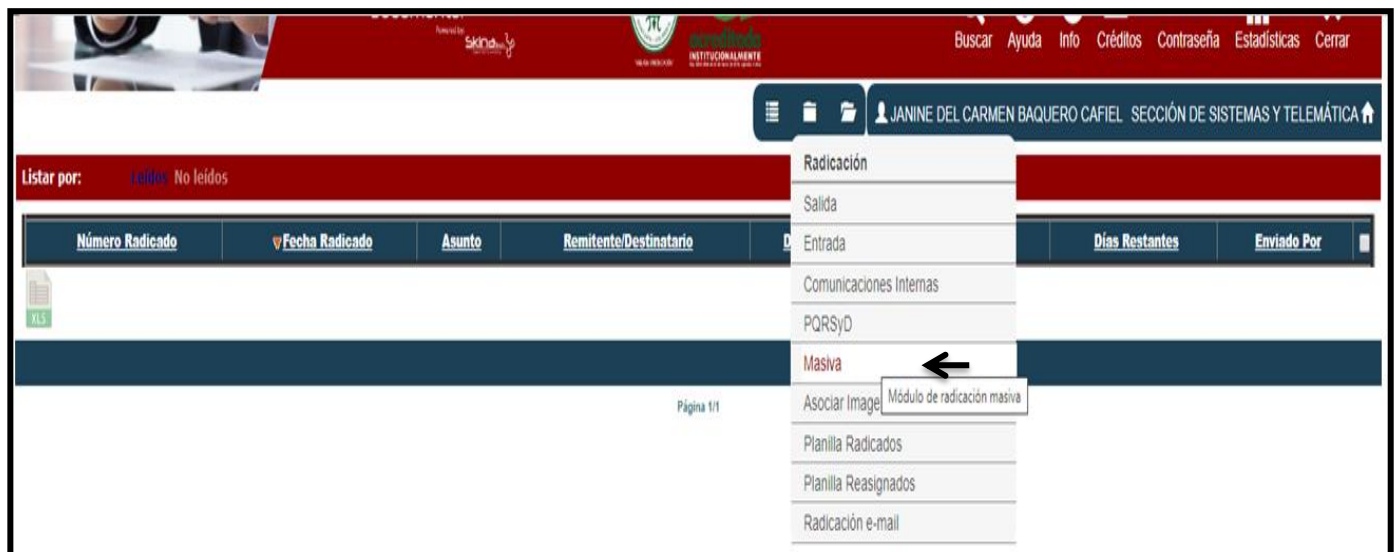 Powered by:
Skina
acreditada
INSTITUCIONALMENTE
Buscar Ayuda Info Créditos Contraseña Estadísticas Cerrar
JANINE DEL CARMEN BAQUERO CAFIEL SECCIÓN DE SISTEMAS Y TELEMÁTICA
Listar por: Leídos No leídos
Número Radicado Fecha Radicado Asunto Remitente/Destinatario Días Restantes Enviado Por
XLS
Página 1/1
Radicación
Salida
Entrada
Comunicaciones Internas
PQRSyD
Masiva
Módulo de radicación masiva
Asociar Image
Planilla Radicados
Planilla Reasignados
Radicación e-mail